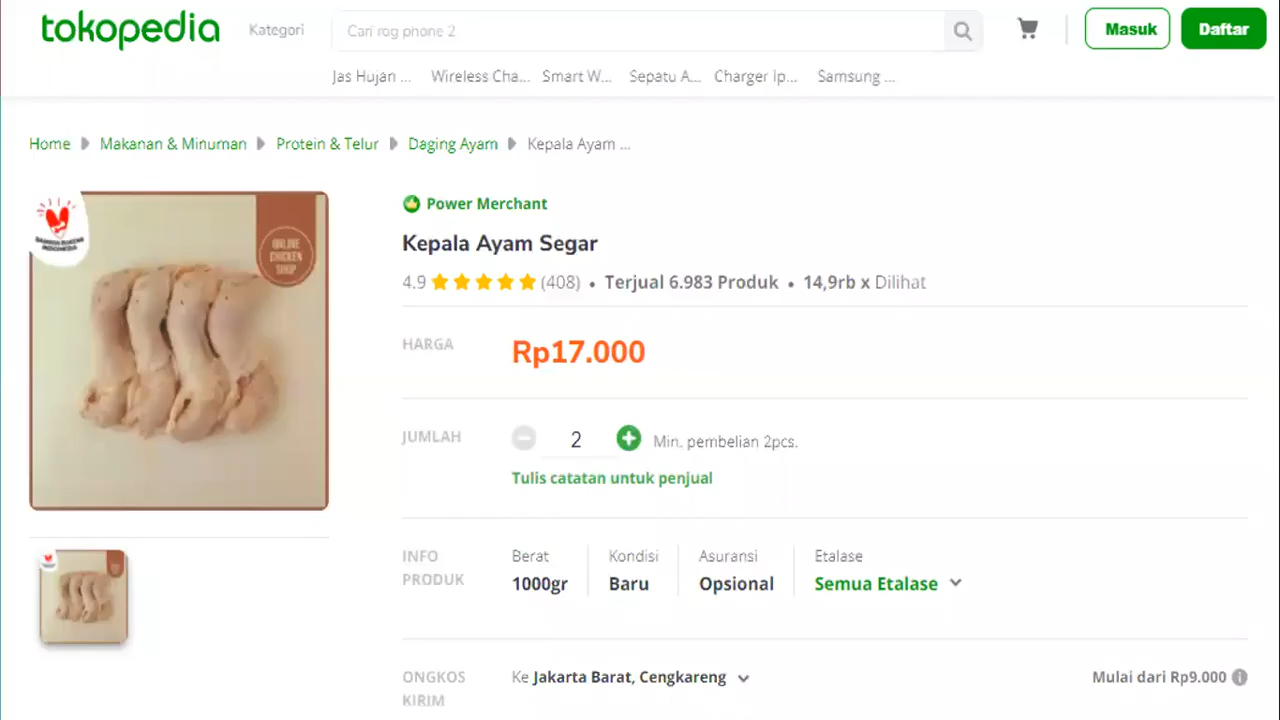 tokopedia
Kategori
Cari rog phone 2
Masuk
Daftar
Jas Hujan ...
Wireless Cha...
Smart W...
Sepatu A...
Charger Ip...
Samsung ...
Home
Makanan & Minuman
Protein & Telur
Daging Ayam
Kepala Ayam ...
ONLINE
CHICKEN
SHOP
Power Merchant
Kepala Ayam Segar
4.9 (408) • Terjual 6.983 Produk • 14,9rb x Dilihat
HARGA
Rp17.000
JUMLAH
2
Min. pembelian 2pcs.
Tulis catatan untuk penjual
INFO
PRODUK
Berat
1000gr
Kondisi
Baru
Asuransi
Opsional
Etalase
Semua Etalase
ONGKOS
KIRIM
Ke Jakarta Barat, Cengkareng
Mulai dari Rp9.000